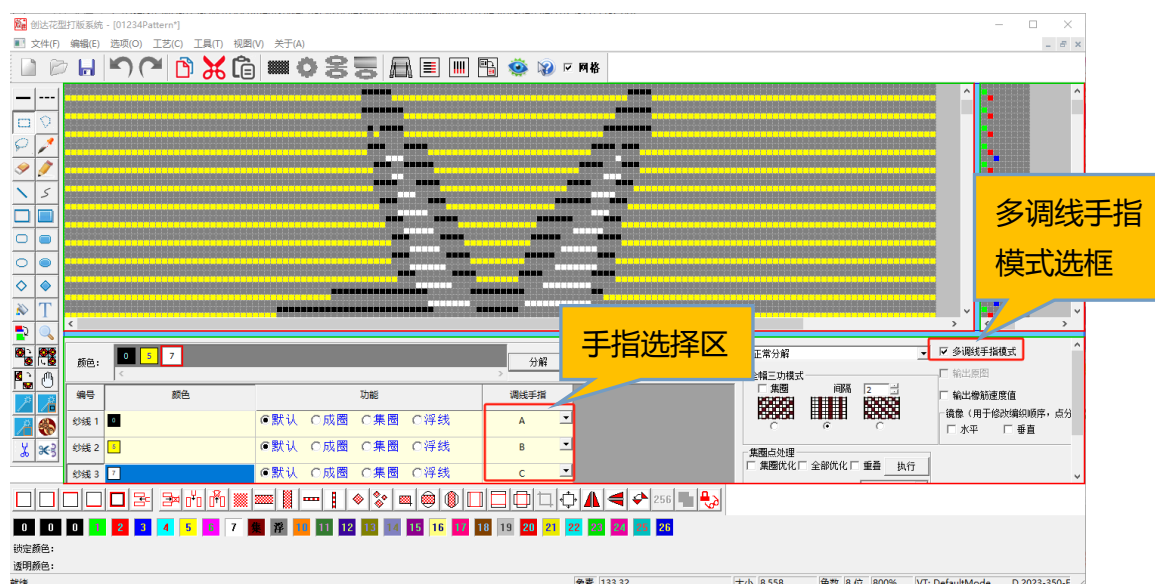 创达花型打版系统 - [01234Pattern*]
文件(F) 编辑(E) 选项(O) 工艺(C) 工具(T) 视图(V) 关于(A)
网格
多调线手指
模式选框
手指选择区
颜色: 0 5 7
分解
正常分解
多调线手指模式
输出原图
输出橡筋速度值
镜像（用于修改编织顺序，点分
水平 垂直
集圈 间隔 2
集圈点处理
集圈优化 全部优化 重叠 执行
编号 颜色 功能 调线手指
纱线 1 0 默认 成圈 集圈 浮线 A
纱线 2 5 默认 成圈 集圈 浮线 B
纱线 3 7 默认 成圈 集圈 浮线 C
256
0 0 0 1 2 3 4 5 6 7 集 浮 10 11 12 13 14 15 16 17 18 19 20 21 22 23 24 25 26
锁定颜色:
透明颜色:
就绪 像素 133,32 大小 8,558 色数 8 位 800% VT: DefaultMode